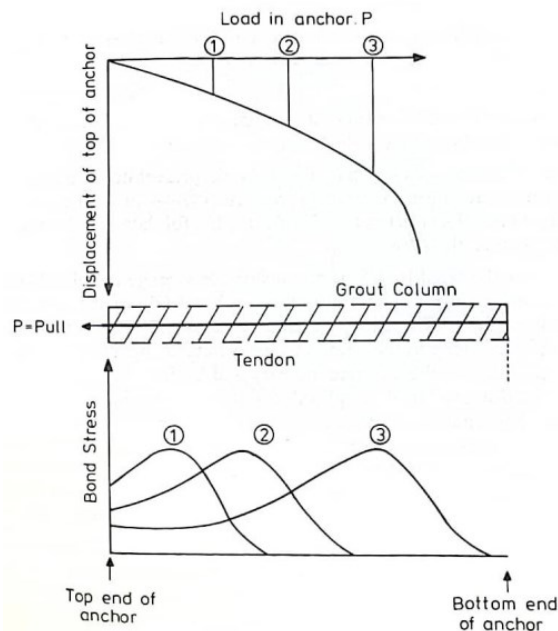 Load in anchor. P
① ② ③
Displacement of top of anchor
Grout Column
P=Pull
Tendon
Bond Stress
① ② ③
Top end of
anchor
Bottom end
of anchor